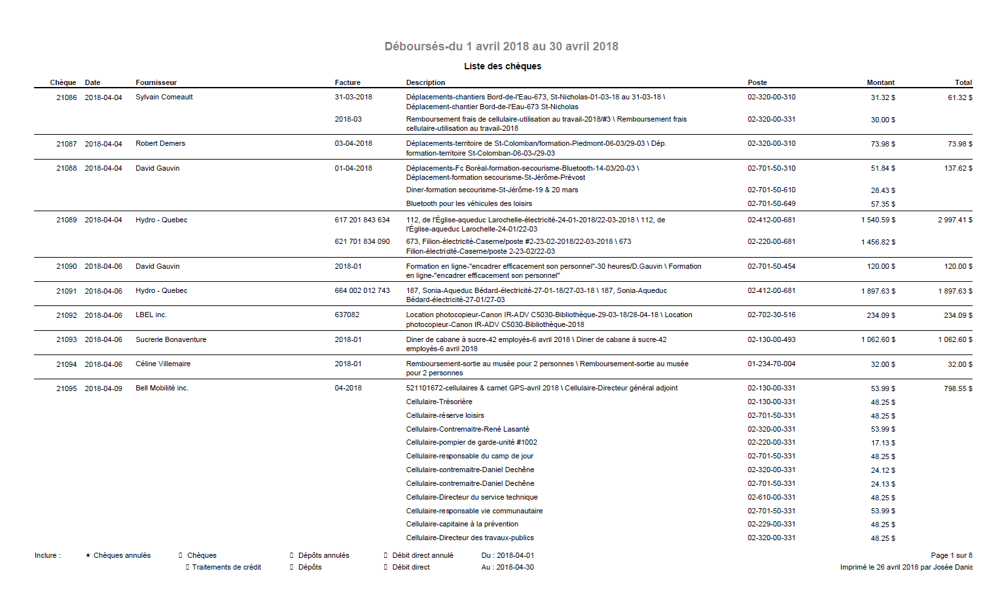 Déboursés-du 1 avril 2018 au 30 avril 2018
Liste des chèques
Chèque Date Fournisseur Facture Description Poste Montant Total
21086 2018-04-04 Sylvain Comeault 31-03-2018 Déplacements-chantiers Bord-de-l'Eau-673, St-Nicholas-01-03-18 au 31-03-18 \ 02-320-00-310 31.32 $ 61.32 $
Déplacement-chantier Bord-de-l'Eau-673 St-Nicholas
2018-03 Remboursement frais de cellulaire-utilisation au travail-2018/#3 \ Remboursement frais 02-320-00-331 30.00 $
cellulaire-utilisation au travail-2018
21087 2018-04-04 Robert Demers 03-04-2018 Déplacements-territoire de St-Colomban/formation-Piedmont-06-03/29-03 \ Dép. 02-320-00-310 73.98 $ 73.98 $
formation-territoire St-Colomban-06-03-/29-03
21088 2018-04-04 David Gauvin 01-04-2018 Déplacements-Fc Boréal-formation-secourisme-Bluetooth-14-03/20-03 \ 02-701-50-310 51.84 $ 137.62 $
Déplacement-formation secourisme-St-Jérôme-Prévost
Diner-formation secourisme-St-Jérôme-19 & 20 mars 02-701-50-610 28.43 $
Bluetooth pour les véhicules des loisirs 02-701-50-649 57.35 $
21089 2018-04-04 Hydro - Quebec 617 201 843 634 112, de l'Église-aqueduc Larochelle-électricité-24-01-2018/22-03-2018 \ 112, de 02-412-00-681 1 540.59 $ 2 997.41 $
l'Église-aqueduc Larochelle-24-01/22-03
621 701 834 090 673, Filion-électricité-Caserne/poste #2-23-02-2018/22-03-2018 \ 673 02-220-00-681 1 456.82 $
Filion-électricité-Caserne/poste 2-23-02/22-03
21090 2018-04-06 David Gauvin 2018-01 Formation en ligne-"encadrer efficacement son personnel"-30 heures/D.Gauvin \ Formation 02-701-50-454 120.00 $ 120.00 $
en ligne-"encadrer efficacement son personnel"
21091 2018-04-06 Hydro - Quebec 664 002 012 743 187, Sonia-Aqueduc Bédard-électricité-27-01-18/27-03-18 \ 187, Sonia-Aqueduc 02-412-00-681 1 897.63 $ 1 897.63 $
Bédard-électricité-27-01/27-03
21092 2018-04-06 LBEL inc. 637082 Location photocopieur-Canon IR-ADV C5030-Bibliothèque-29-03-18/28-04-18 \ Location 02-702-30-516 234.09 $ 234.09 $
photocopieur-Canon IR-ADV C5030-Bibliothèque-2018
21093 2018-04-06 Sucrerie Bonaventure 2018-01 Diner de cabane à sucre-42 employés-6 avril 2018 \ Diner de cabane à sucre-42 02-130-00-493 1 062.60 $ 1 062.60 $
employés-6 avril 2018
21094 2018-04-06 Céline Villemaire 2018-01 Remboursement-sortie au musée pour 2 personnes \ Remboursement-sortie au musée 01-234-70-004 32.00 $ 32.00 $
pour 2 personnes
21095 2018-04-09 Bell Mobilité inc. 04-2018 521101672-cellulaires & carnet GPS-avril 2018 \ Cellulaire-Directeur général adjoint 02-130-00-331 53.99 $ 798.55 $
Cellulaire-Trésorière 02-130-00-331 48.25 $
Cellulaire-réserve loisirs 02-701-50-331 48.25 $
Cellulaire-Contremaitre-René Lasanté 02-320-00-331 53.99 $
Cellulaire-pompier de garde-unité #1002 02-220-00-331 17.13 $
Cellulaire-responsable du camp de jour 02-701-50-331 48.25 $
Cellulaire-contremaitre-Daniel Dechêne 02-320-00-331 24.12 $
Cellulaire-contremaitre-Daniel Dechêne 02-701-50-331 24.13 $
Cellulaire-Directeur du service technique 02-610-00-331 48.25 $
Cellulaire-responsable vie communautaire 02-701-50-331 53.99 $
Cellulaire-capitaine à la prévention 02-229-00-331 48.25 $
Cellulaire-Directeur des travaux-publics 02-320-00-331 48.25 $
Inclure : ✶ Chèques annulés ▯ Chèques ▯ Dépôts annulés ▯ Débit direct annulé Du : 2018-04-01 Page 1 sur 8
▯ Traitements de crédit ▯ Dépôts ▯ Débit direct Au : 2018-04-30 Imprimé le 26 avril 2018 par Josée Danis